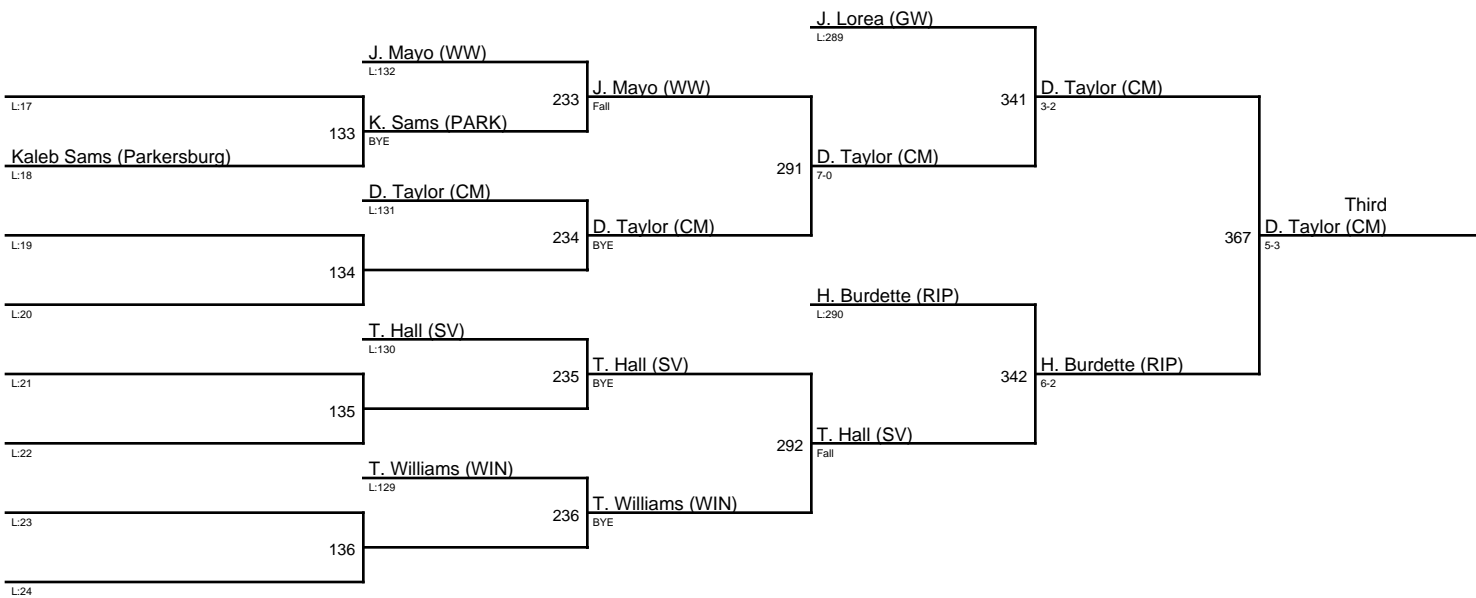 J. Lorea (GW)
L:289
J. Mayo (WW)
L:132
L:17
233
J. Mayo (WW)
Fall
341
D. Taylor (CM)
3-2
133
K. Sams (PARK)
BYE
Kaleb Sams (Parkersburg)
L:18
291
D. Taylor (CM)
7-0
D. Taylor (CM)
L:131
Third
L:19
234
D. Taylor (CM)
BYE
367
D. Taylor (CM)
5-3
134
L:20
H. Burdette (RIP)
L:290
T. Hall (SV)
L:130
L:21
235
T. Hall (SV)
BYE
342
H. Burdette (RIP)
6-2
135
L:22
292
T. Hall (SV)
Fall
T. Williams (WIN)
L:129
L:23
236
T. Williams (WIN)
BYE
136
L:24